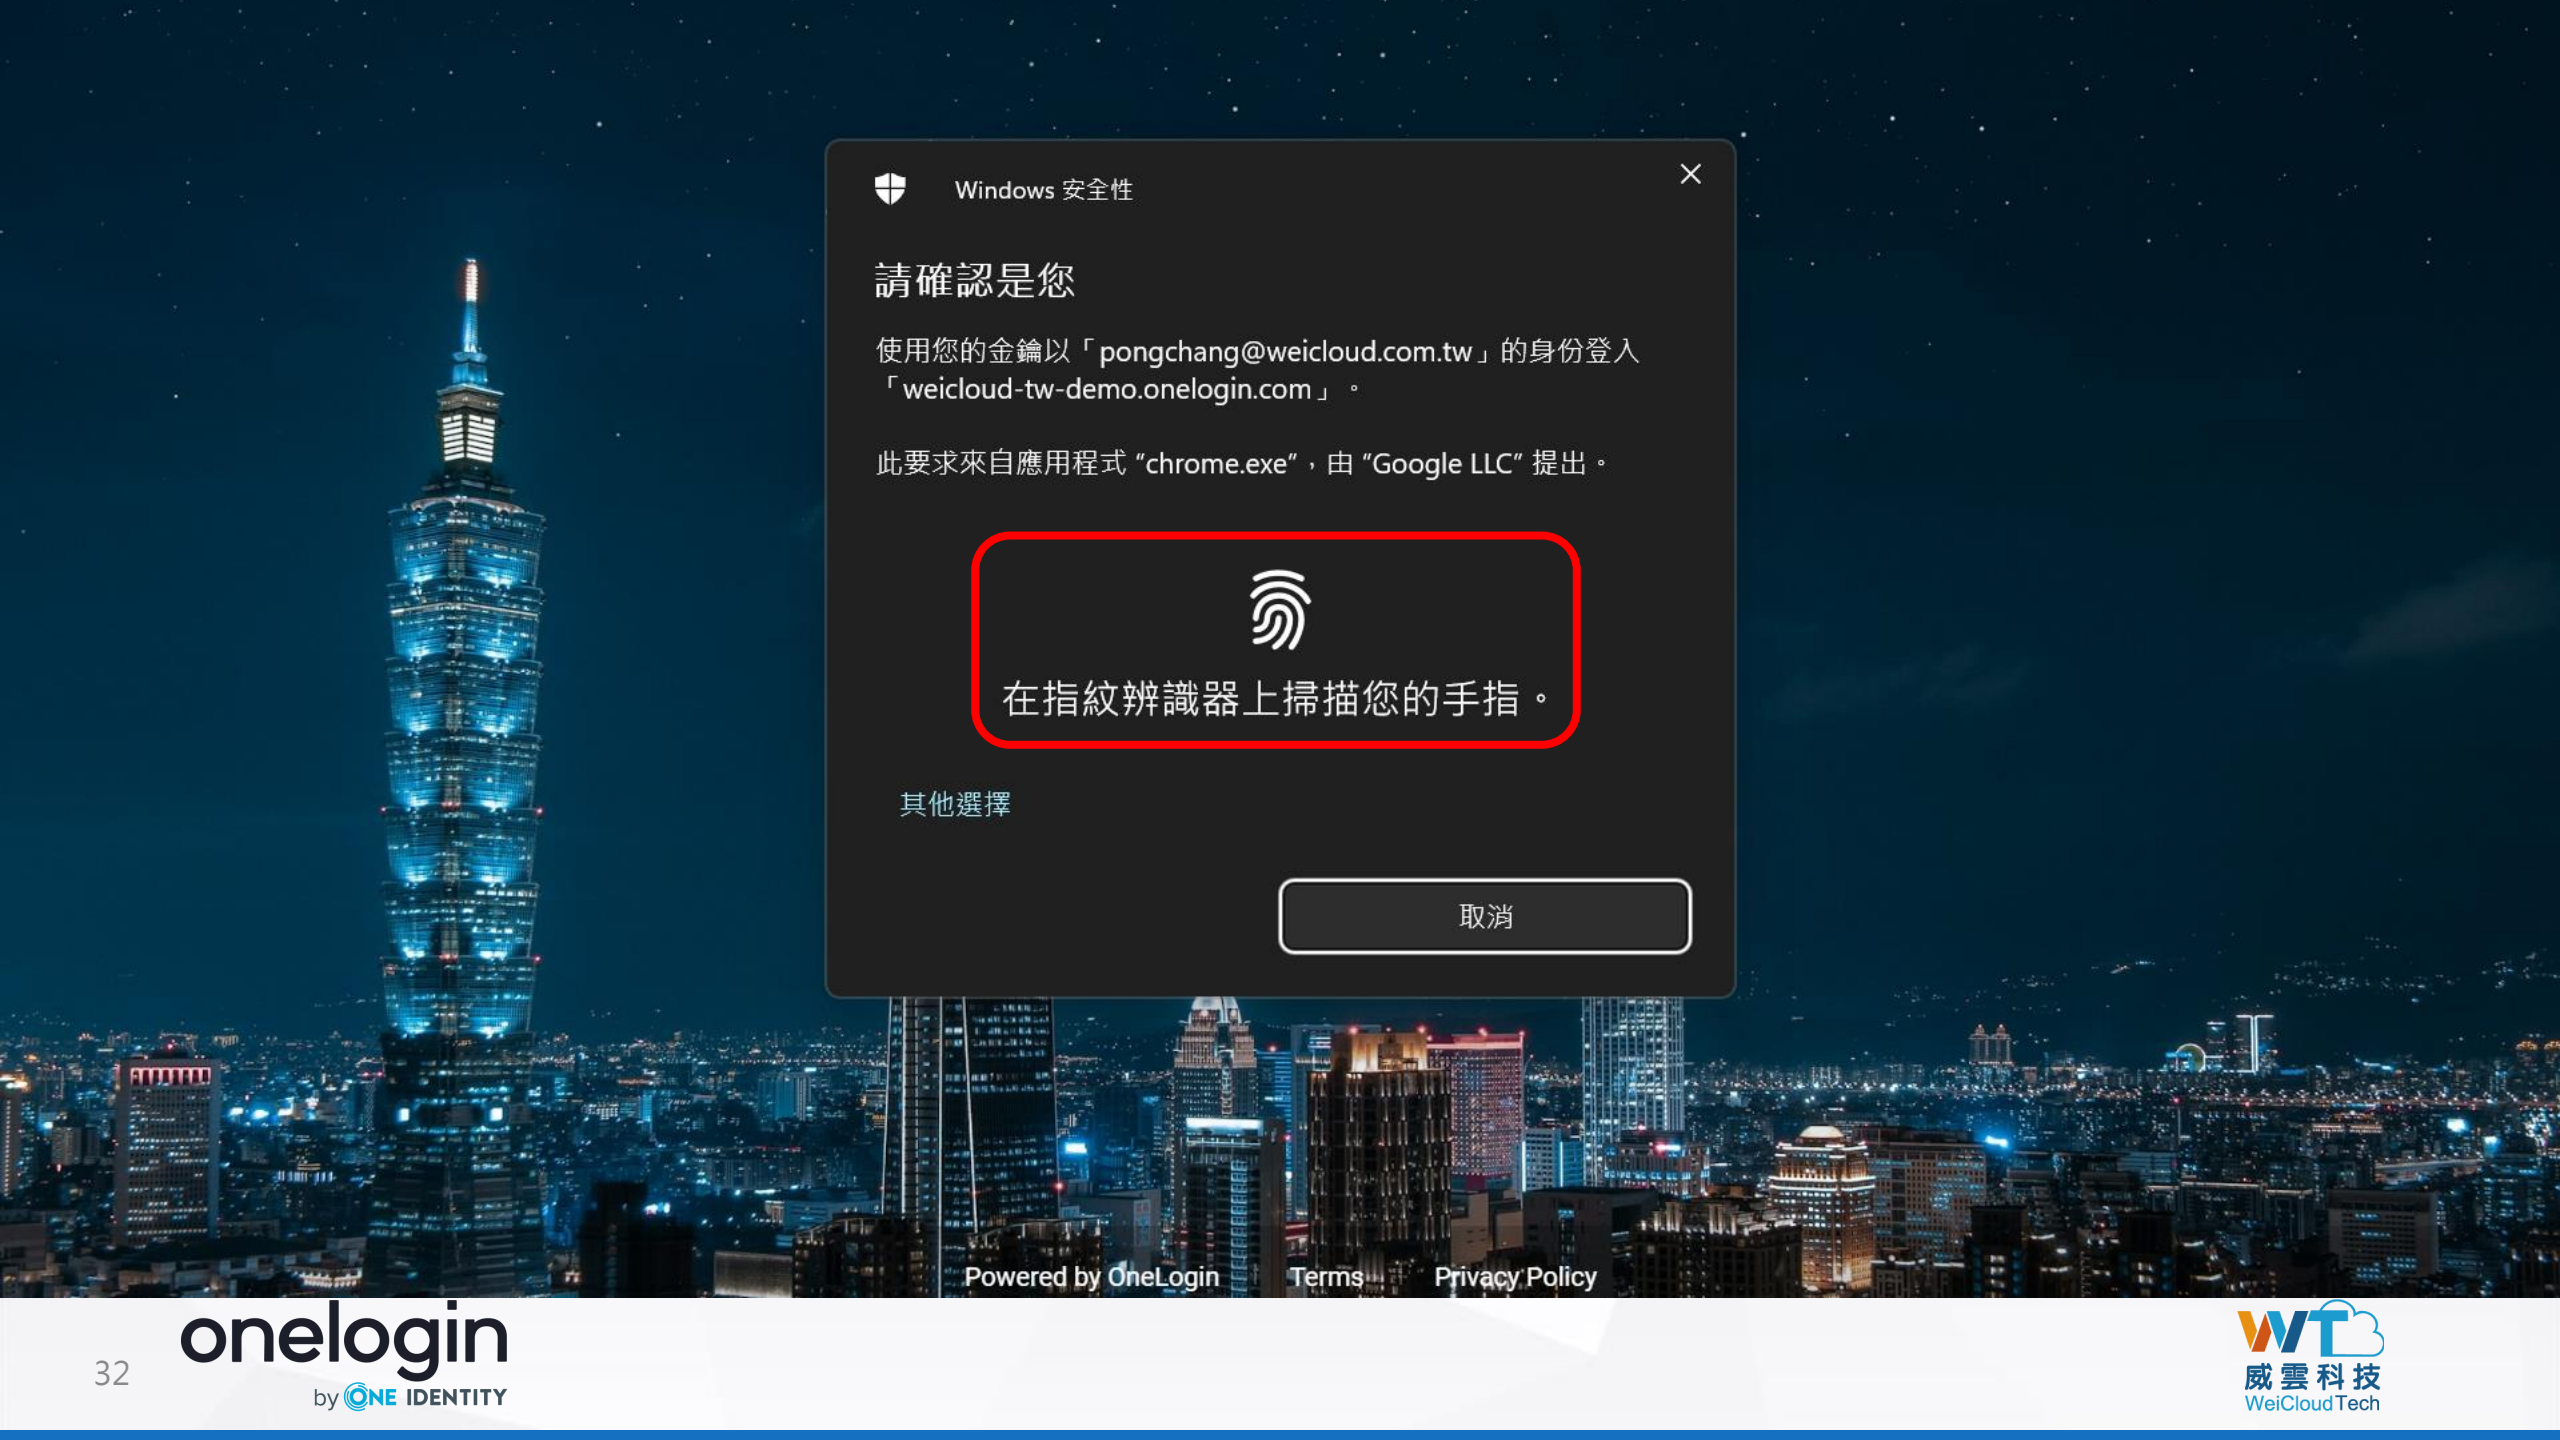 Windows 安全性
請確認是您
使用您的金鑰以「pongchang@weicloud.com.tw」的身份登入
「weicloud-tw-demo.onelogin.com」。
此要求來自應用程式 “chrome.exe”，由 “Google LLC” 提出。
在指紋辨識器上掃描您的手指。
其他選擇
取消
Powered by OneLogin Terms Privacy Policy
32
onelogin
by ONE IDENTITY
WT
威雲科技
WeiCloudTech